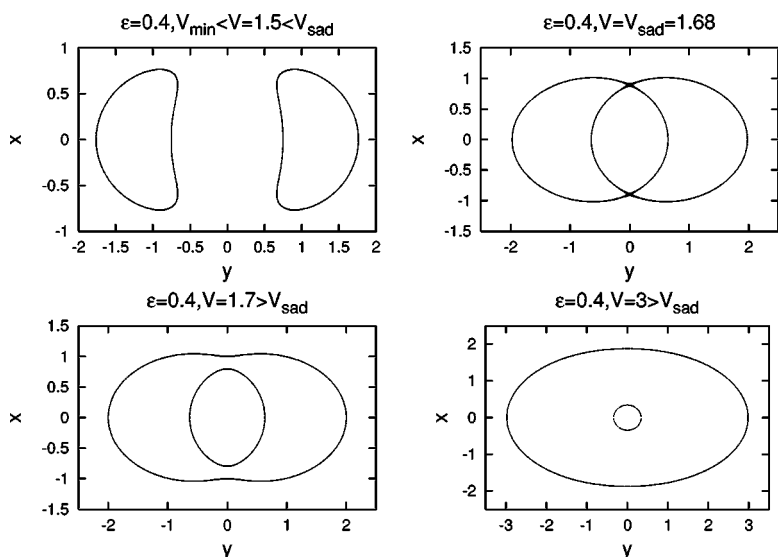 ε=0.4,Vmin<V=1.5<Vsad
1
0.5
0
-0.5
-1
x
-2 -1.5 -1 -0.5 0 0.5 1 1.5 2
y
ε=0.4,V=Vsad=1.68
1.5
1
0.5
0
-0.5
-1
-1.5
x
-2 -1 0 1 2
y
ε=0.4,V=1.7>Vsad
1.5
1
0.5
0
-0.5
-1
-1.5
x
-2 -1 0 1 2
y
ε=0.4,V=3>Vsad
2
1
0
-1
-2
x
-3 -2 -1 0 1 2 3
y